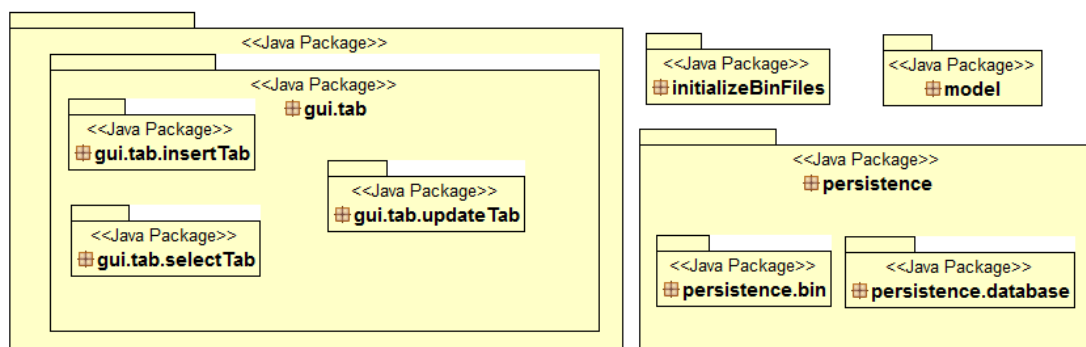 <<Java Package>>
<<Java Package>>
gui.tab
<<Java Package>>
gui.tab.insertTab
<<Java Package>>
gui.tab.updateTab
<<Java Package>>
gui.tab.selectTab
<<Java Package>>
initializeBinFiles
<<Java Package>>
model
<<Java Package>>
persistence
<<Java Package>>
persistence.bin
<<Java Package>>
persistence.database